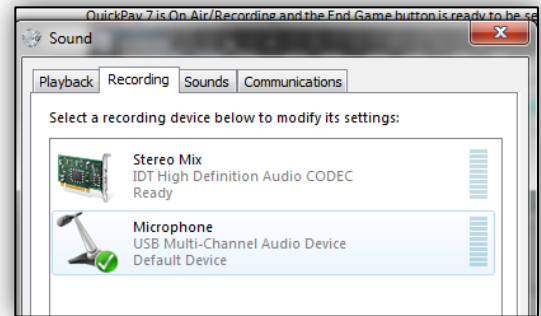 QuickPay 7 is On Air/Recording and the End Game button is ready to be se
Sound
Playback Recording Sounds Communications
Select a recording device below to modify its settings:
Stereo Mix
IDT High Definition Audio CODEC
Ready
Microphone
USB Multi-Channel Audio Device
Default Device